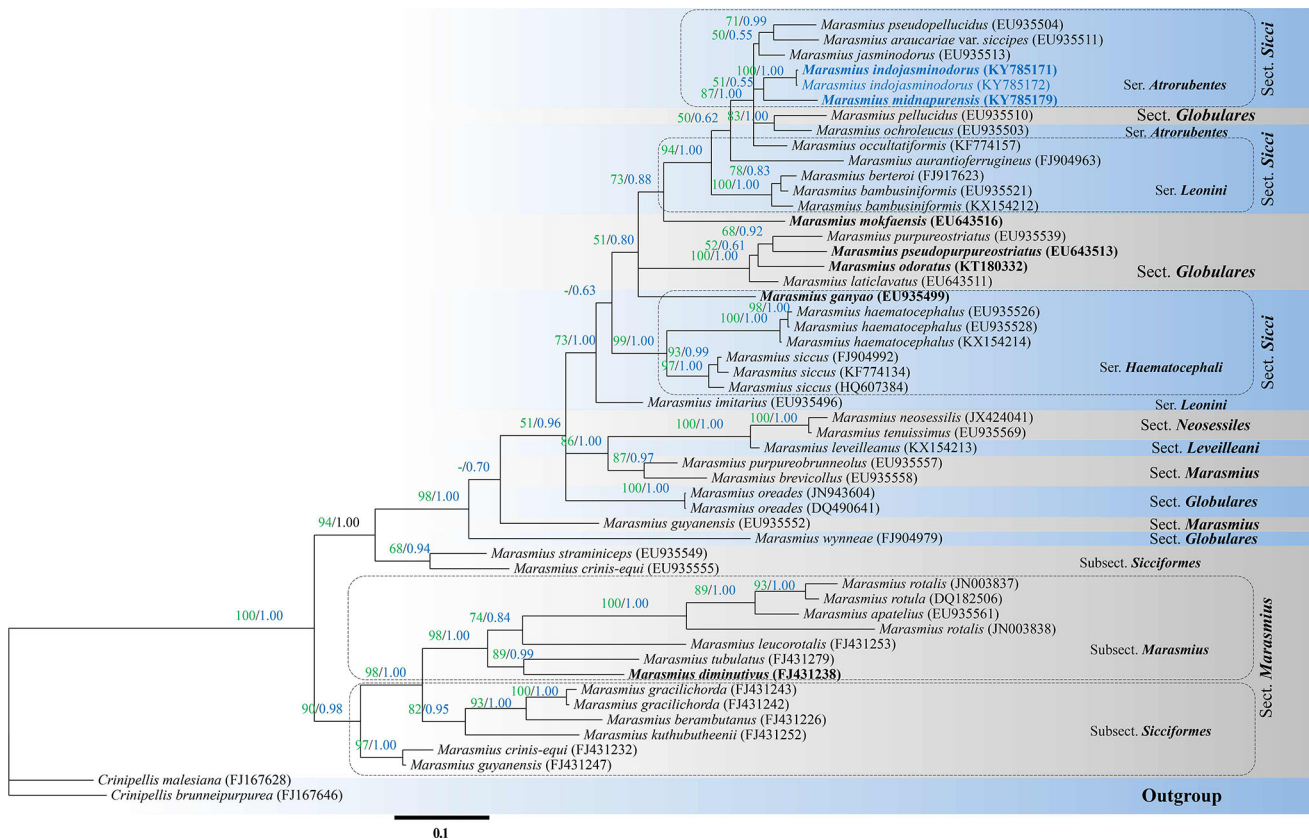 71/0.99
Marasmius pseudopellucidus (EU935504)
50/0.55
Marasmius araucariae var. siccipes (EU935511)
Marasmius jasminodorus (EU935513)
100/1.00
Marasmius indojasminodorus (KY785171)
51/0.55
Marasmius indojasminodorus (KY785172)
Ser. Atrorubentes
Sect. Sicci
87/1.00
Marasmius midnapurensis (KY785179)
50/0.62
83/1.00
Marasmius pellucidus (EU935510)
Sect. Globulares
Marasmius ochroleucus (EU935503)
Ser. Atrorubentes
94/1.00
Marasmius occultatiformis (KF774157)
Marasmius aurantioferrugineus (FJ904963)
78/0.83
Marasmius berteroi (FJ917623)
73/0.88
100/1.00
Marasmius bambusiniformis (EU935521)
Ser. Leonini
Sect. Sicci
Marasmius bambusiniformis (KX154212)
Marasmius mokfaensis (EU643516)
51/0.80
68/0.92
Marasmius purpureostriatus (EU935539)
52/0.61
Marasmius pseudopurpureostriatus (EU643513)
100/1.00
Marasmius odoratus (KT180332)
Sect. Globulares
Marasmius laticlavatus (EU643511)
-/0.63
Marasmius ganyao (EU935499)
98/1.00
Marasmius haematocephalus (EU935526)
100/1.00
Marasmius haematocephalus (EU935528)
73/1.00
99/1.00
Marasmius haematocephalus (KX154214)
93/0.99
Marasmius siccus (FJ904992)
97/1.00
Marasmius siccus (KF774134)
Ser. Haematocephali
Sect. Sicci
Marasmius siccus (HQ607384)
Marasmius imitarius (EU935496)
Ser. Leonini
51/0.96
100/1.00
100/1.00
Marasmius neosessilis (JX424041)
Marasmius tenuissimus (EU935569)
Sect. Neosessiles
86/1.00
Marasmius leveilleanus (KX154213)
Sect. Leveilleani
87/0.97
Marasmius purpureobrunneolus (EU935557)
-/0.70
Marasmius brevicollus (EU935558)
Sect. Marasmius
100/1.00
Marasmius oreades (JN943604)
98/1.00
Marasmius oreades (DQ490641)
Sect. Globulares
94/1.00
Marasmius guyanensis (EU935552)
Sect. Marasmius
Marasmius wynneae (FJ904979)
Sect. Globulares
68/0.94
Marasmius straminiceps (EU935549)
Marasmius crinis-equi (EU935555)
Subsect. Sicciformes
93/1.00
Marasmius rotalis (JN003837)
89/1.00
Marasmius rotula (DQ182506)
100/1.00
Marasmius apatelius (EU935561)
100/1.00
74/0.84
Marasmius rotalis (JN003838)
98/1.00
Marasmius leucorotalis (FJ431253)
Subsect. Marasmius
89/0.99
Marasmius tubulatus (FJ431279)
98/1.00
Marasmius diminutivus (FJ431238)
Sect. Marasmius
100/1.00
Marasmius gracilichorda (FJ431243)
90/0.98
82/0.95
93/1.00
Marasmius gracilichorda (FJ431242)
Marasmius berambutanus (FJ431226)
Marasmius kuthubutheenii (FJ431252)
Subsect. Sicciformes
97/1.00
Marasmius crinis-equi (FJ431232)
Marasmius guyanensis (FJ431247)
Crinipellis malesiana (FJ167628)
Crinipellis brunneipurpurea (FJ167646)
Outgroup
0.1